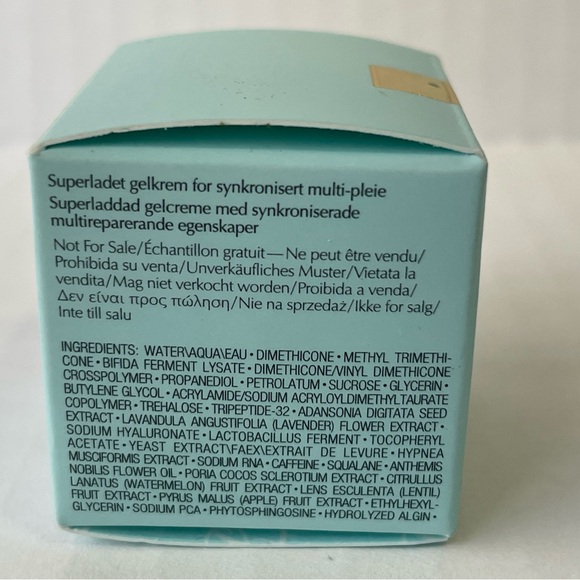 Superladet gelkrem for synkronisert multi-pleie
Superladdad gelcreme med synkroniserade
multireparerande egenskaper
Not For Sale/Échantillon gratuit—Ne peut être vendu/
Prohibida su venta/Unverkäufliches Muster/Vietata la
vendita/Mag niet verkocht worden/Proibida a venda/
Δεν είναι προς πώληση/Nie na sprzedaż/Ikke for salg/
Inte till salu
INGREDIENTS: WATER\AQUA\EAU • DIMETHICONE • METHYL TRIMETHI-
CONE • BIFIDA FERMENT LYSATE • DIMETHICONE/VINYL DIMETHICONE
CROSSPOLYMER • PROPANEDIOL • PETROLATUM • SUCROSE • GLYCERIN •
BUTYLENE GLYCOL • ACRYLAMIDE/SODIUM ACRYLOYLDIMETHYLTAURATE
COPOLYMER • TREHALOSE • TRIPEPTIDE-32 • ADANSONIA DIGITATA SEED
EXTRACT • LAVANDULA ANGUSTIFOLIA (LAVENDER) FLOWER EXTRACT •
SODIUM HYALURONATE • LACTOBACILLUS FERMENT • TOCOPHERYL
ACETATE • YEAST EXTRACT\FAEX\EXTRAIT DE LEVURE • HYPNEA
MUSCIFORMIS EXTRACT • SODIUM RNA • CAFFEINE • SQUALANE • ANTHEMIS
NOBILIS FLOWER OIL • PORIA COCOS SCLEROTIUM EXTRACT • CITRULLUS
LANATUS (WATERMELON) FRUIT EXTRACT • LENS ESCULENTA (LENTIL)
FRUIT EXTRACT • PYRUS MALUS (APPLE) FRUIT EXTRACT • ETHYLHEXYL-
GLYCERIN • SODIUM PCA • PHYTOSPHINGOSINE • HYDROLYZED ALGIN •